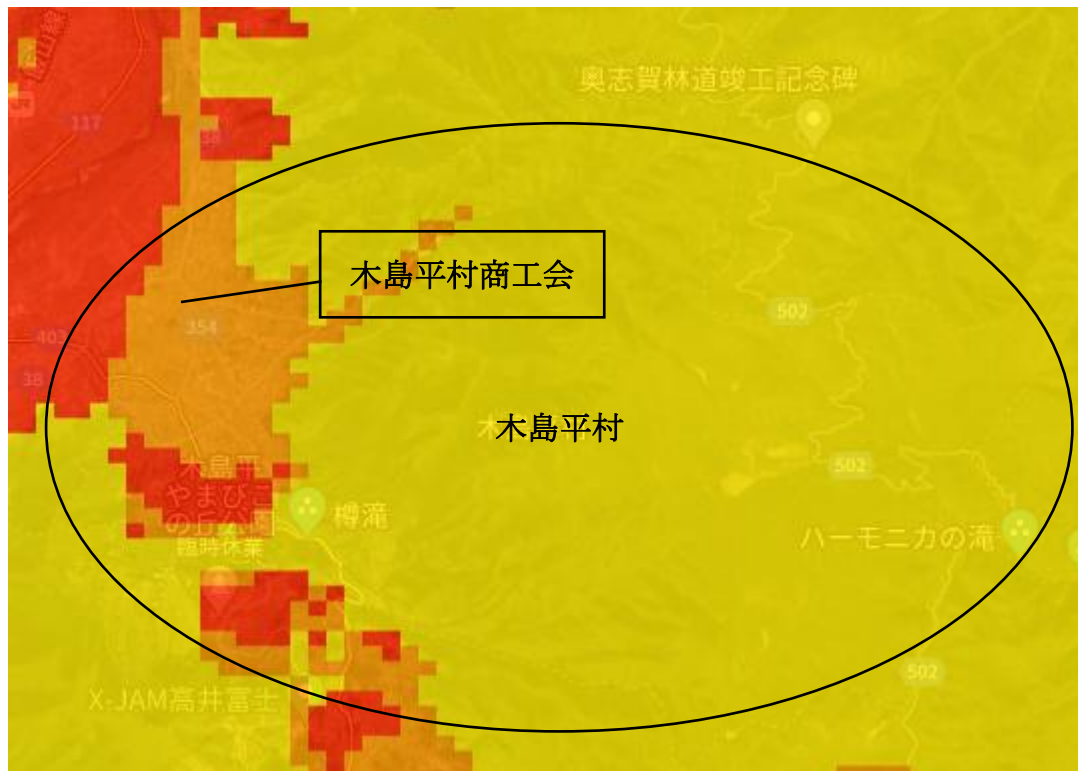 奥志賀林道竣工記念碑
117
木島平村商工会
502
354
403
38
木島平村
502
木島平
やまびこ
の丘公園
臨時休業
樽滝
ハーモニカの滝
502
X-JAM高井富士